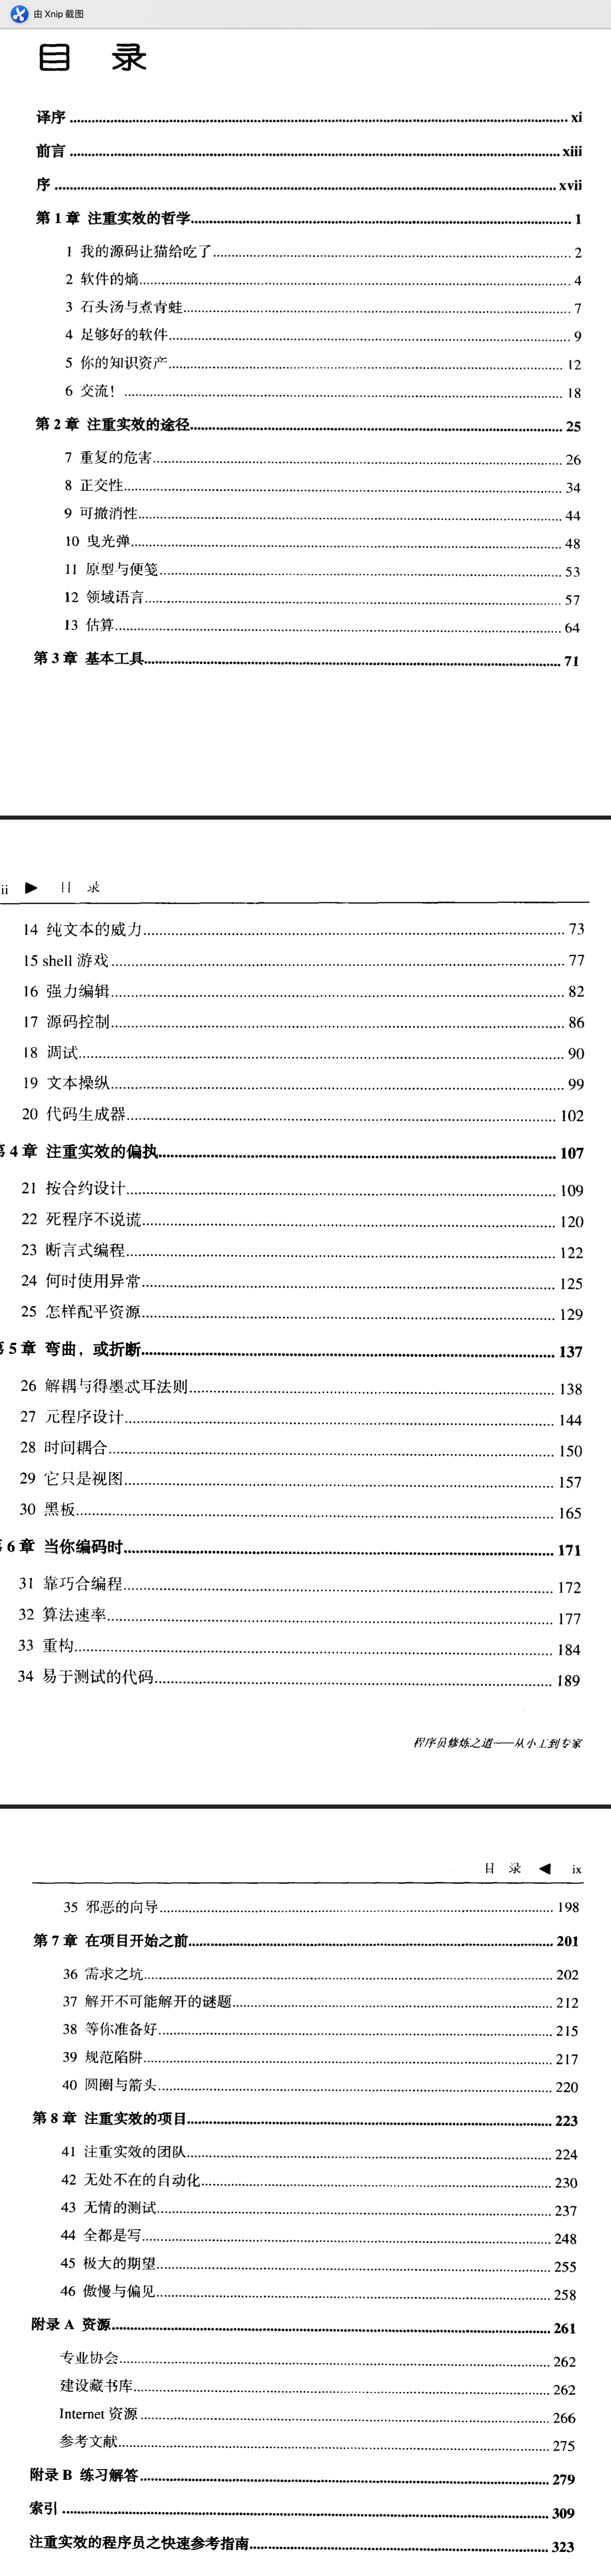 由 Xnip 截图
目 录
译序 xi
前言 xiii
序 xvii
第 1 章 注重实效的哲学 1
1 我的源码让猫给吃了 2
2 软件的熵 4
3 石头汤与煮青蛙 7
4 足够好的软件 9
5 你的知识资产 12
6 交流！ 18
第 2 章 注重实效的途径 25
7 重复的危害 26
8 正交性 34
9 可撤消性 44
10 曳光弹 48
11 原型与便笺 53
12 领域语言 57
13 估算 64
第 3 章 基本工具 71
ii ▶ 目 录
14 纯文本的威力 73
15 shell 游戏 77
16 强力编辑 82
17 源码控制 86
18 调试 90
19 文本操纵 99
20 代码生成器 102
第 4 章 注重实效的偏执 107
21 按合约设计 109
22 死程序不说谎 120
23 断言式编程 122
24 何时使用异常 125
25 怎样配平资源 129
第 5 章 弯曲，或折断 137
26 解耦与得墨忒耳法则 138
27 元程序设计 144
28 时间耦合 150
29 它只是视图 157
30 黑板 165
第 6 章 当你编码时 171
31 靠巧合编程 172
32 算法速率 177
33 重构 184
34 易于测试的代码 189
程序员修炼之道——从小工到专家
目 录 ◀ ix
35 邪恶的向导 198
第 7 章 在项目开始之前 201
36 需求之坑 202
37 解开不可能解开的谜题 212
38 等你准备好 215
39 规范陷阱 217
40 圆圈与箭头 220
第 8 章 注重实效的项目 223
41 注重实效的团队 224
42 无处不在的自动化 230
43 无情的测试 237
44 全都是写 248
45 极大的期望 255
46 傲慢与偏见 258
附录 A 资源 261
专业协会 262
建设藏书库 262
Internet 资源 266
参考文献 275
附录 B 练习解答 279
索引 309
注重实效的程序员之快速参考指南 323